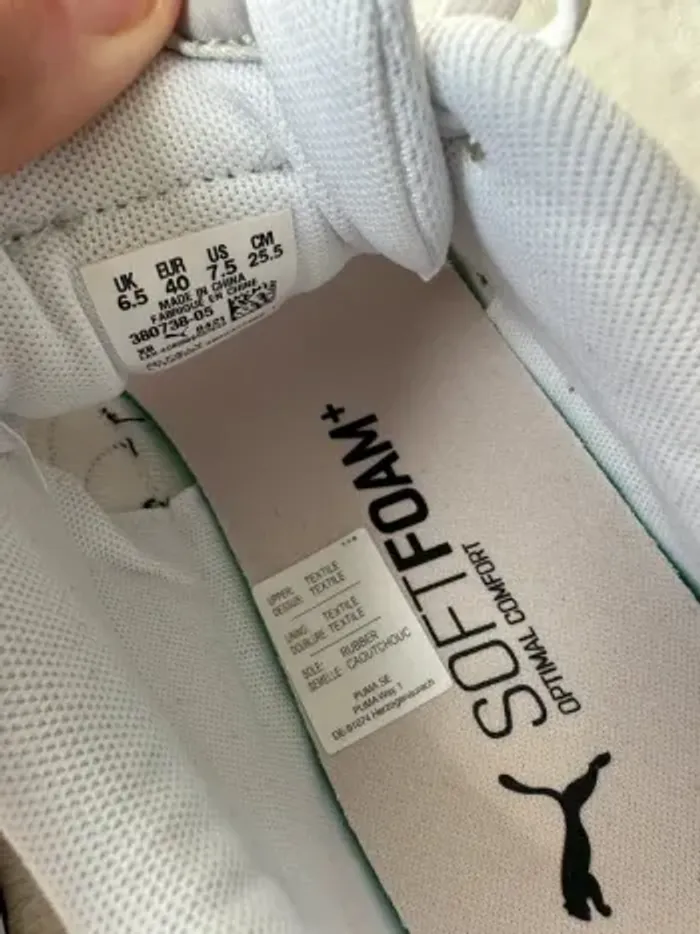 UK EUR US CM
6.5 40 7.5 25.5
MADE IN CHINA
FABRIQUE EN CHINE
380738-05
SOFTFOAM+
OPTIMAL COMFORT
UPPER: TEXTILE
DESSUS: TEXTILE
LINING: TEXTILE
DOUBLURE: TEXTILE
SOLE: RUBBER
SEMELLE: CAOUTCHOUC
PUMA SE
PUMA Way 1
DE-91074 Herzogenaurach